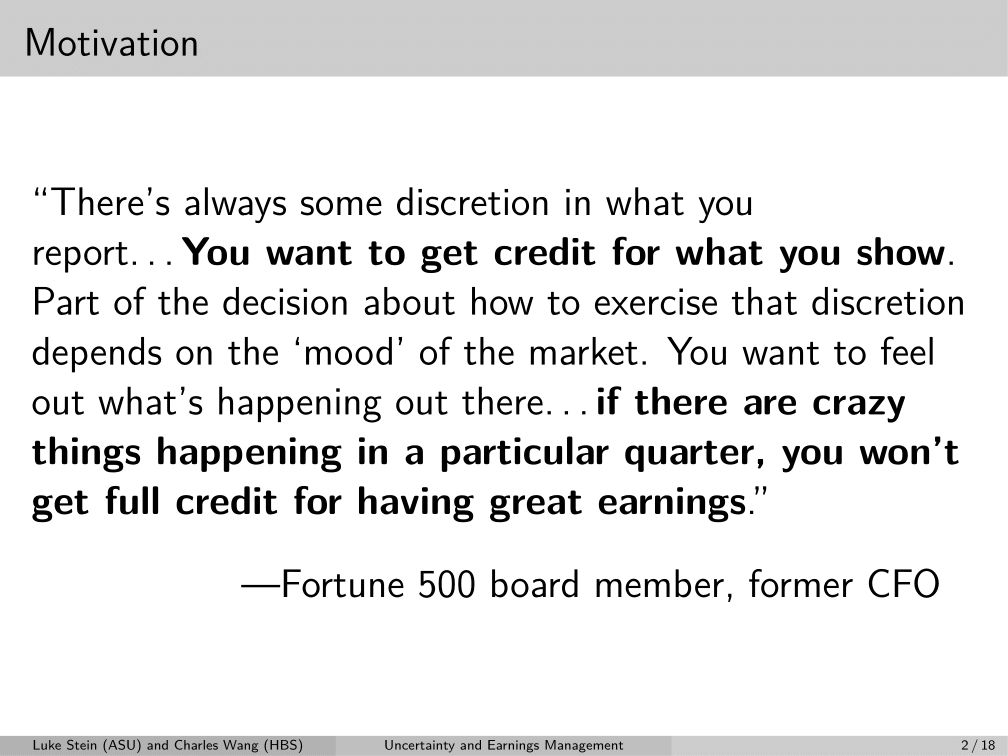 Motivation
“There’s always some discretion in what you
report. . . You want to get credit for what you show.
Part of the decision about how to exercise that discretion
depends on the ‘mood’ of the market. You want to feel
out what’s happening out there. . . if there are crazy
things happening in a particular quarter, you won’t
get full credit for having great earnings.”
—Fortune 500 board member, former CFO
Luke Stein (ASU) and Charles Wang (HBS) Uncertainty and Earnings Management 2 / 18